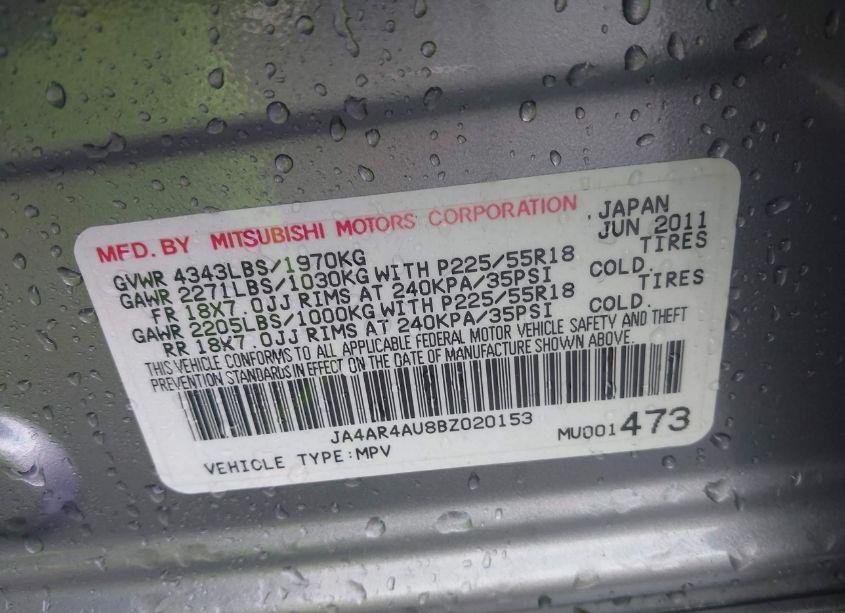 MFD. BY MITSUBISHI MOTORS CORPORATION JAPAN
GVWR 4343LBS/1970KG JUN 2011
GAWR 2271LBS/1030KG WITH P225/55R18 TIRES
FR 18X7.0JJ RIMS AT 240KPA/35PSI COLD.
GAWR 2205LBS/1000KG WITH P225/55R18 TIRES
RR 18X7.0JJ RIMS AT 240KPA/35PSI COLD.
THIS VEHICLE CONFORMS TO ALL APPLICABLE FEDERAL MOTOR VEHICLE SAFETY AND THEFT
PREVENTION STANDARDS IN EFFECT ON THE DATE OF MANUFACTURE SHOWN ABOVE.
JA4AR4AU8BZ020153
MU001473
VEHICLE TYPE:MPV